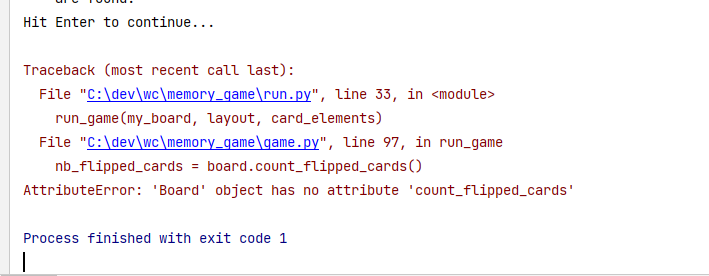 are found.
Hit Enter to continue...
Traceback (most recent call last):
File "C:\dev\wc\memory_game\run.py", line 33, in <module>
run_game(my_board, layout, card_elements)
File "C:\dev\wc\memory_game\game.py", line 97, in run_game
nb_flipped_cards = board.count_flipped_cards()
AttributeError: 'Board' object has no attribute 'count_flipped_cards'
Process finished with exit code 1